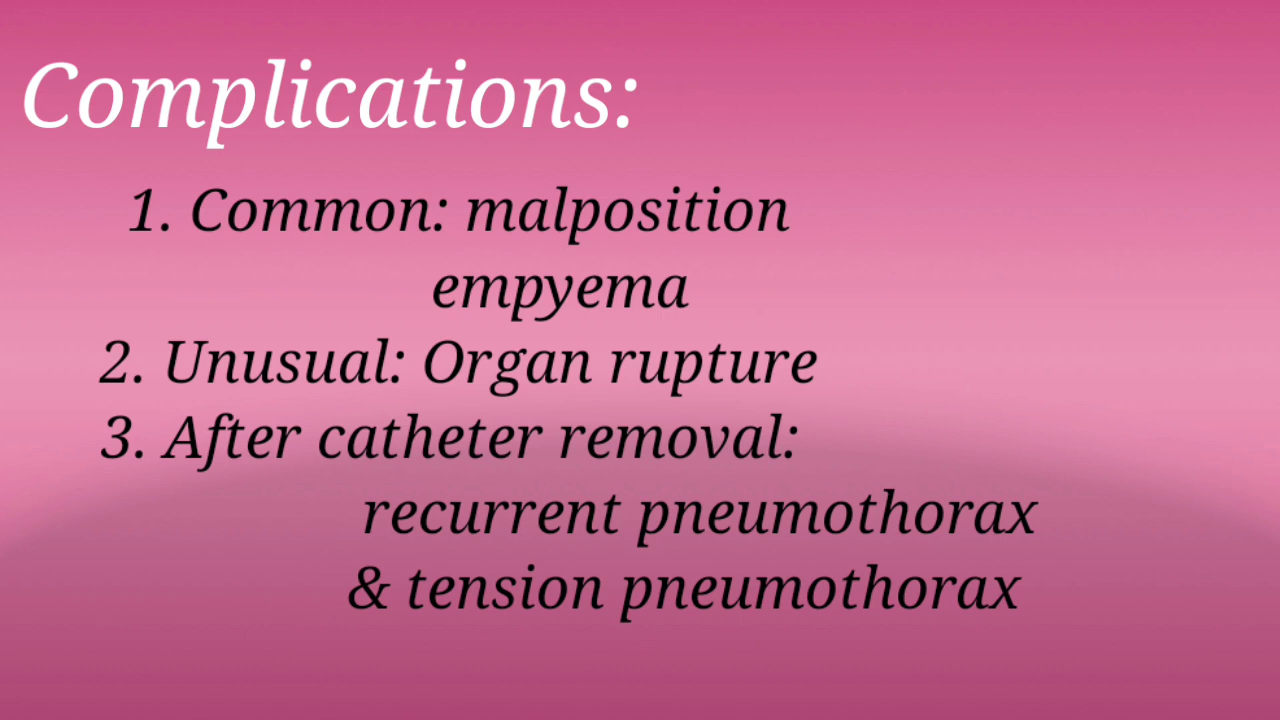 Complications:
1. Common: malposition
empyema
2. Unusual: Organ rupture
3. After catheter removal:
recurrent pneumothorax
& tension pneumothorax